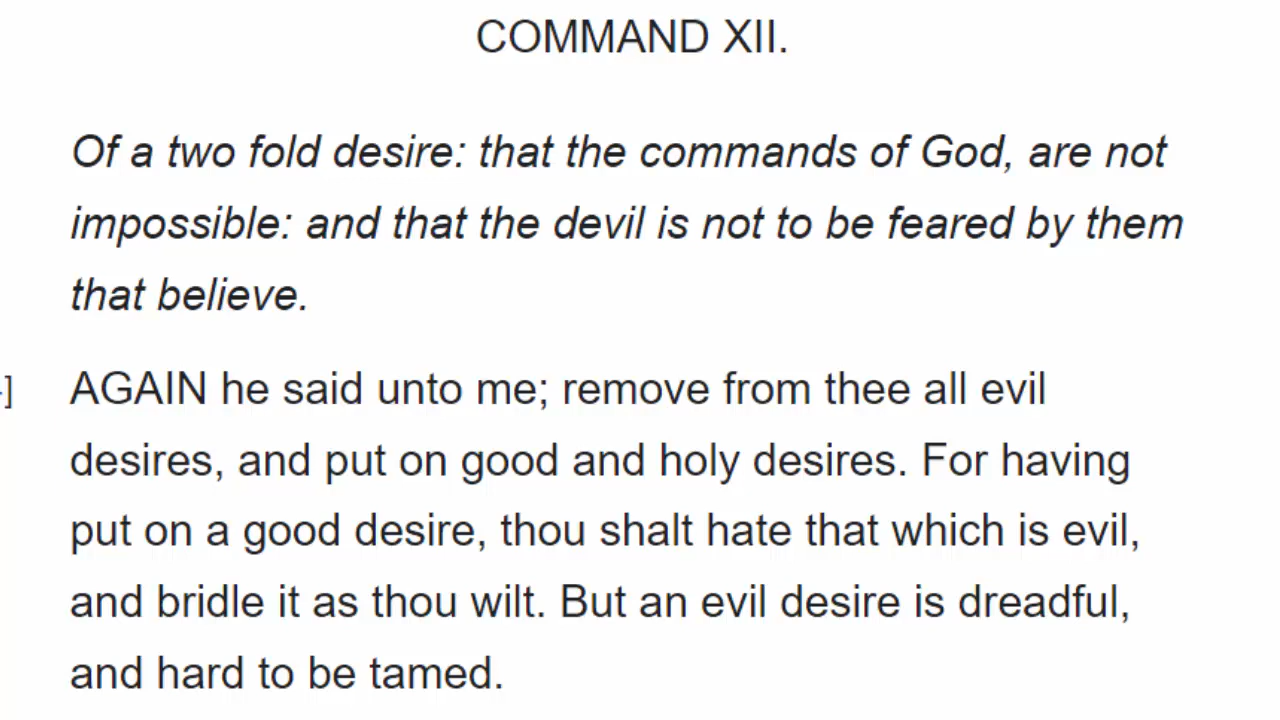 COMMAND XII.
Of a two fold desire: that the commands of God, are not
impossible: and that the devil is not to be feared by them
that believe.
] AGAIN he said unto me; remove from thee all evil
desires, and put on good and holy desires. For having
put on a good desire, thou shalt hate that which is evil,
and bridle it as thou wilt. But an evil desire is dreadful,
and hard to be tamed.